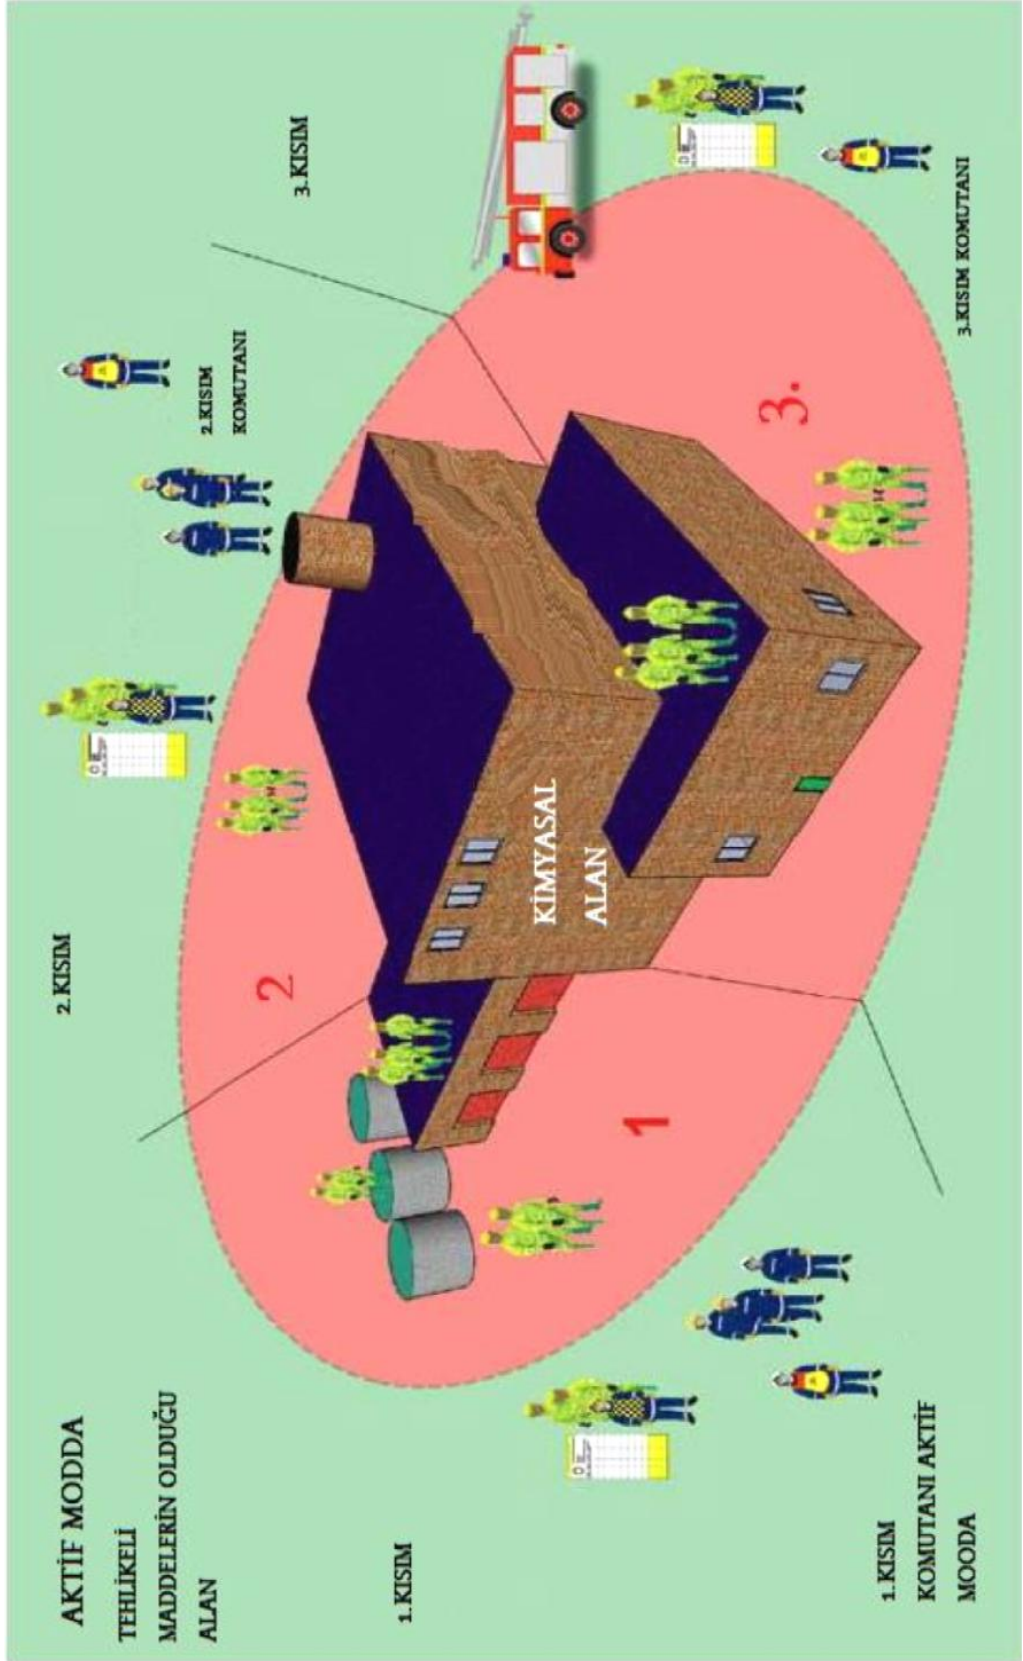 AKTİF MODDA
TEHLİKELİ
MADDELERİN OLDUĞU
ALAN
2.KISIM
2.KISIM
KOMUTANI
3.KISIM
1.KISIM
2
KİMYASAL
ALAN
3.
1
1.KISIM
KOMUTANI AKTİF
MOODA
3.KISIM KOMUTANI